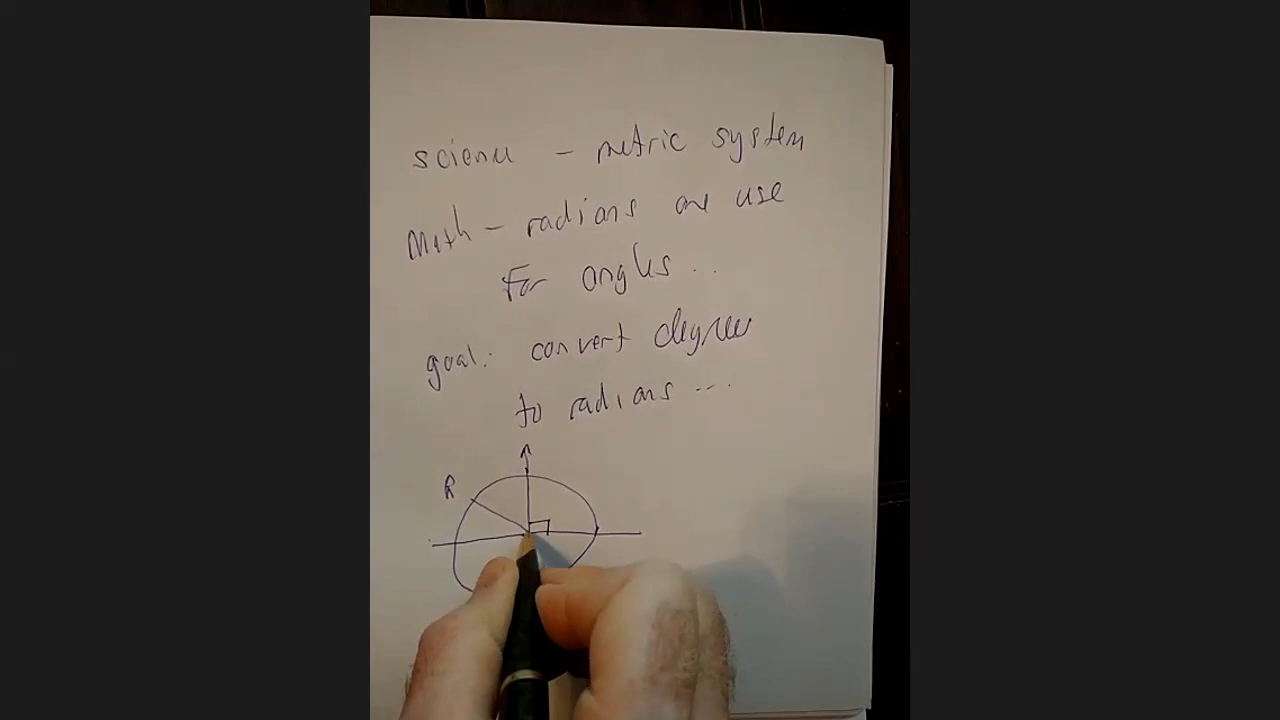 science - metric system
Math - radians are use
for angles ..
goal: convert degrees
to radians ...
R